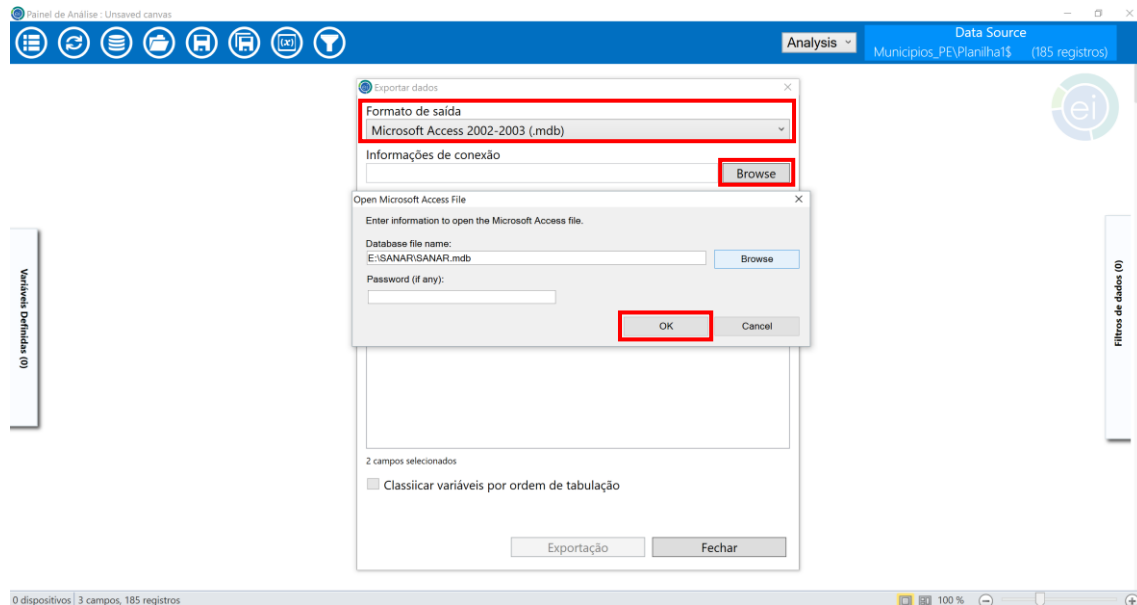 Painel de Análise : Unsaved canvas
Analysis
Data Source
Municipios_PE\Planilha1$ (185 registros)
ei
Exportar dados
Formato de saída
Microsoft Access 2002-2003 (.mdb)
Informações de conexão
Browse
Open Microsoft Access File
Enter information to open the Microsoft Access file.
Database file name:
E:\SANAR\SANAR.mdb
Browse
Password (if any):
OK
Cancel
Variáveis Definidas (0)
Filtros de dados (0)
2 campos selecionados
Classiicar variáveis por ordem de tabulação
Exportação
Fechar
0 dispositivos 3 campos, 185 registros
100 %